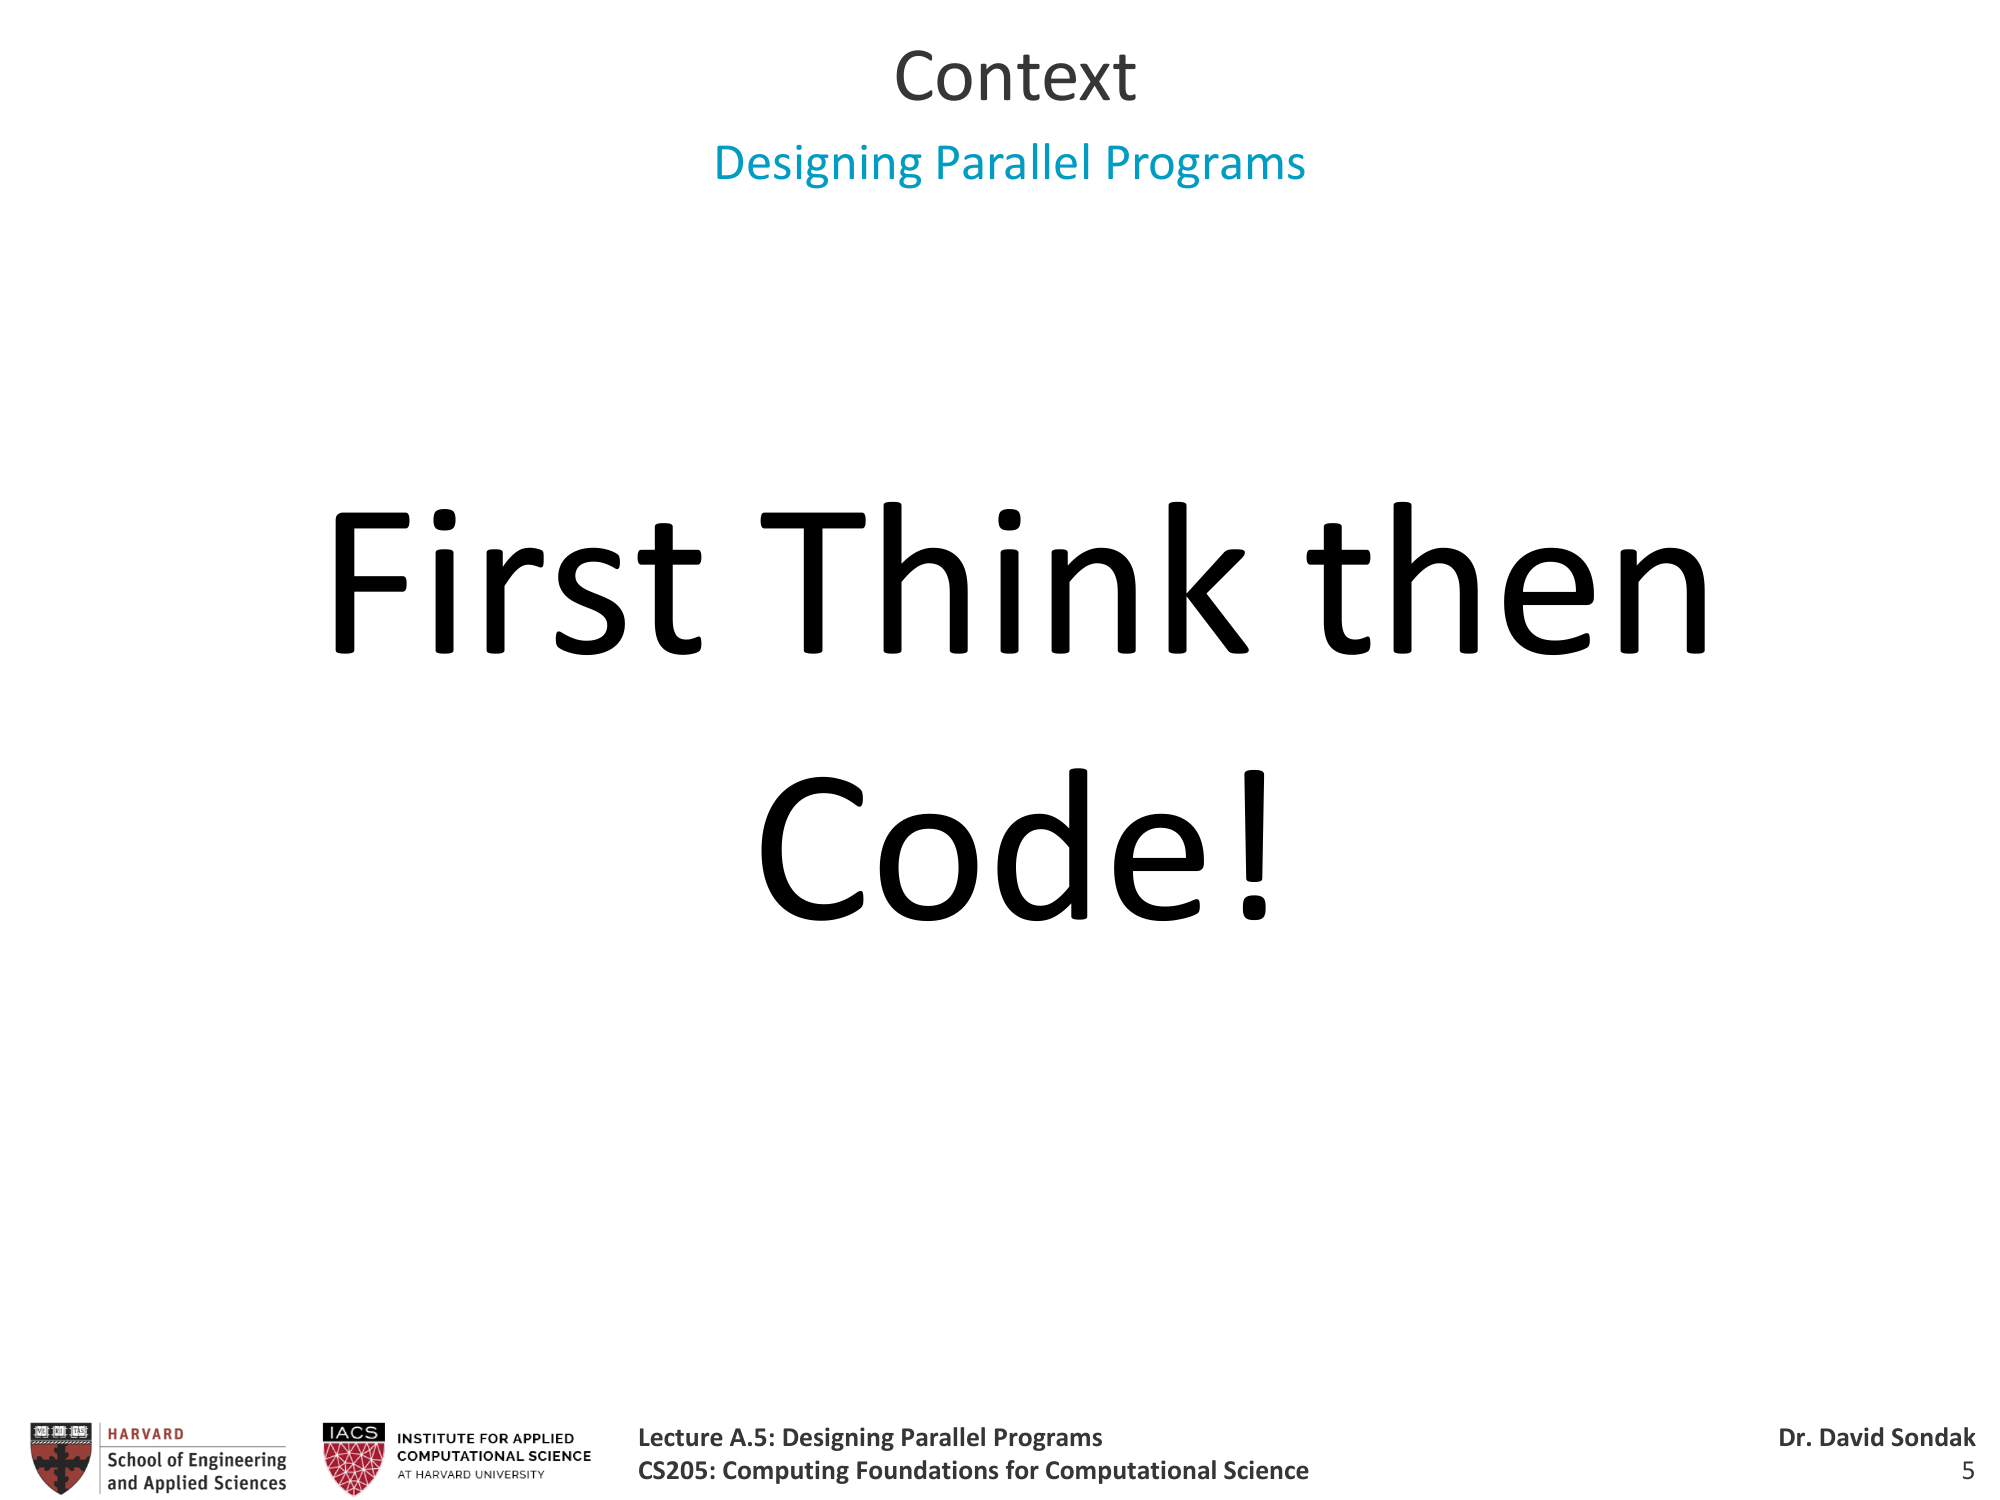 Context
Designing Parallel Programs
First Think then
Code!
HARVARD
School of Engineering
and Applied Sciences
IACS
INSTITUTE FOR APPLIED
COMPUTATIONAL SCIENCE
AT HARVARD UNIVERSITY
Lecture A.5: Designing Parallel Programs
CS205: Computing Foundations for Computational Science
Dr. David Sondak
5